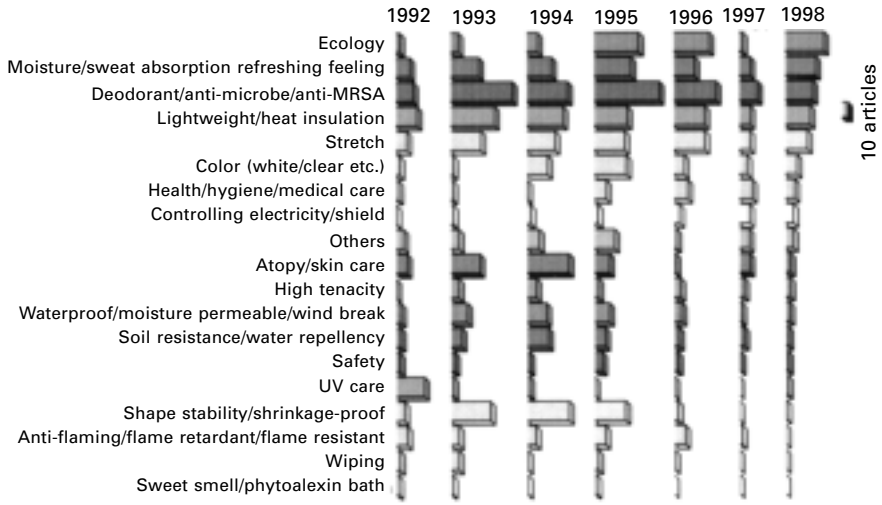 1992 1993 1994 1995 1996 1997 1998
Ecology
Moisture/sweat absorption refreshing feeling
Deodorant/anti-microbe/anti-MRSA
Lightweight/heat insulation
Stretch
Color (white/clear etc.)
Health/hygiene/medical care
Controlling electricity/shield
Others
Atopy/skin care
High tenacity
Waterproof/moisture permeable/wind break
Soil resistance/water repellency
Safety
UV care
Shape stability/shrinkage-proof
Anti-flaming/flame retardant/flame resistant
Wiping
Sweet smell/phytoalexin bath
10 articles